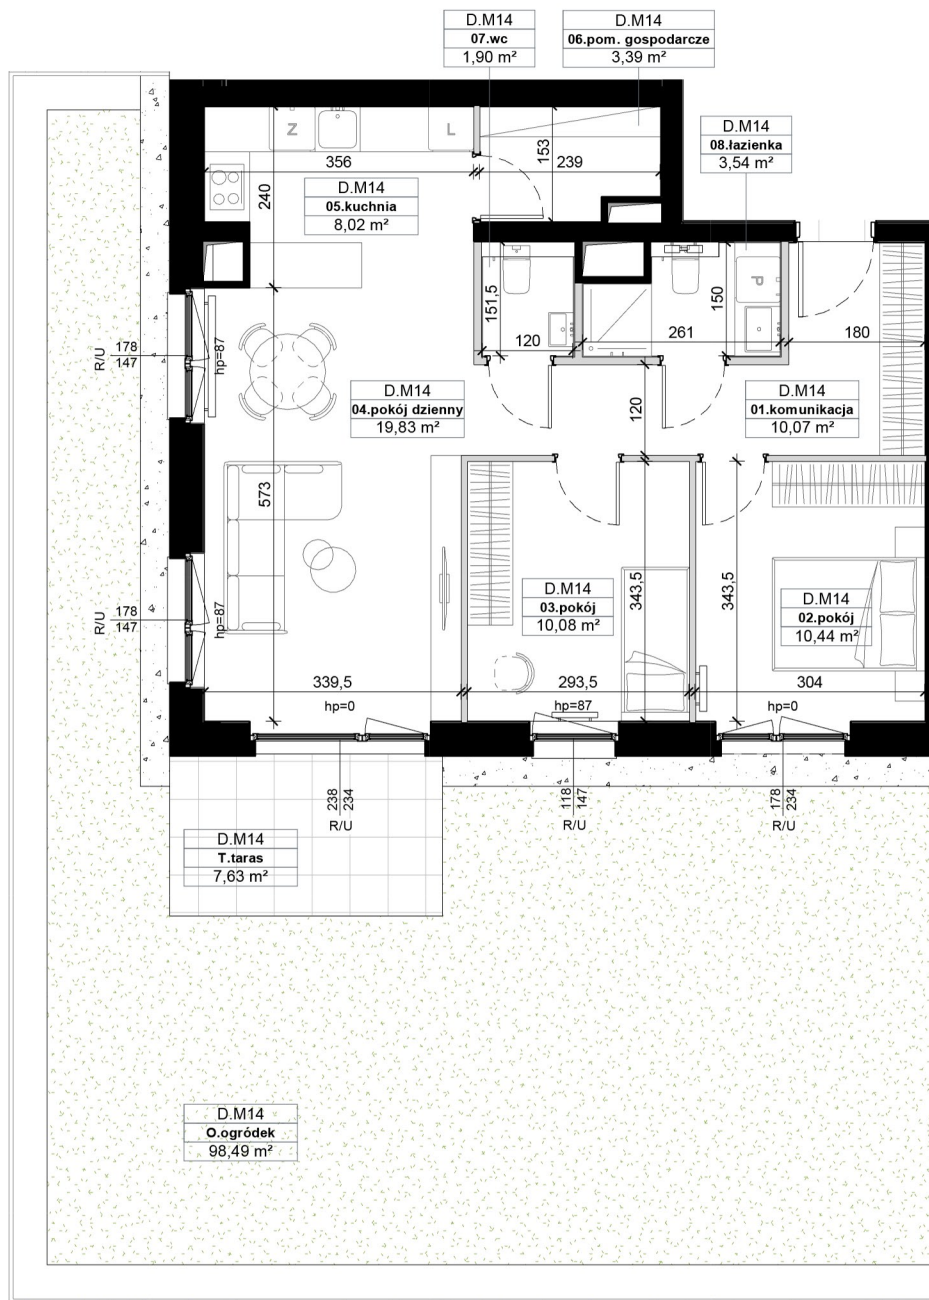 D.M14
07.wc
1,90 m²
D.M14
06.pom. gospodarcze
3,39 m²
D.M14
08.łazienka
3,54 m²
Z
L
153
356
239
240
D.M14
05.kuchnia
8,02 m²
P
151,5
150
120
261
180
178
147
R/U
hp=87
D.M14
04.pokój dzienny
19,83 m²
120
D.M14
01.komunikacja
10,07 m²
573
343,5
343,5
D.M14
03.pokój
10,08 m²
D.M14
02.pokój
10,44 m²
178
147
R/U
hp=87
339,5
293,5
304
hp=0
hp=87
hp=0
238
234
R/U
118
147
R/U
178
234
R/U
D.M14
T.taras
7,63 m²
D.M14
O.ogródek
98,49 m²